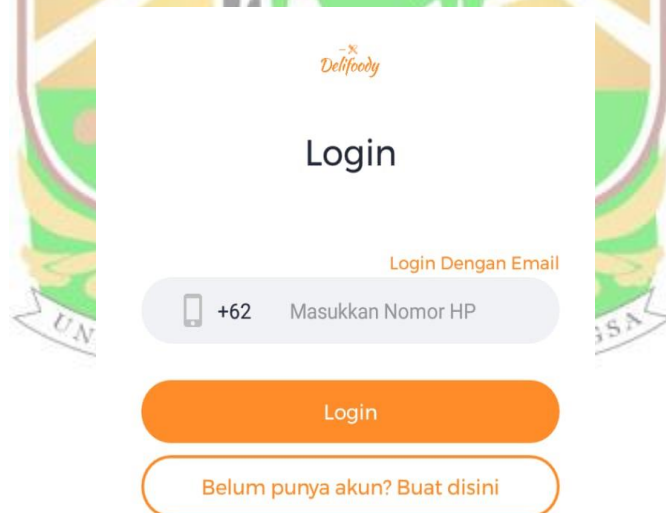 Delifoody
Login
Login Dengan Email
+62 Masukkan Nomor HP
Login
Belum punya akun? Buat disini